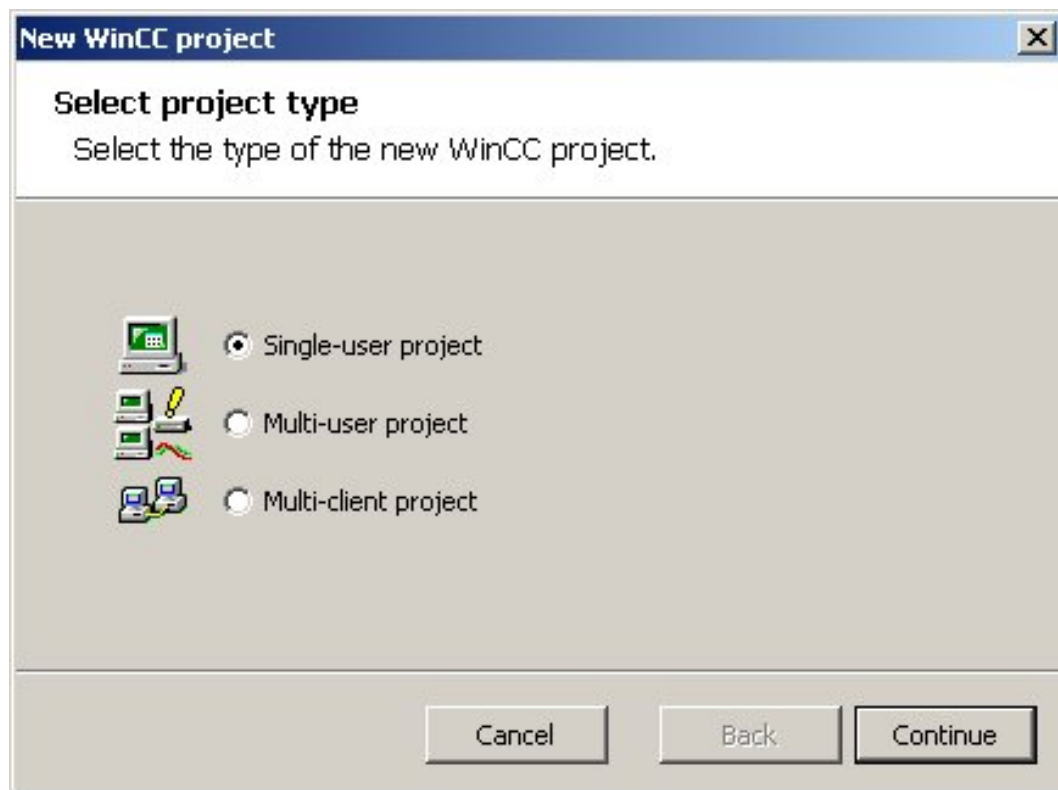 New WinCC project
Select project type
Select the type of the new WinCC project.
Single-user project
Multi-user project
Multi-client project
Cancel Back Continue